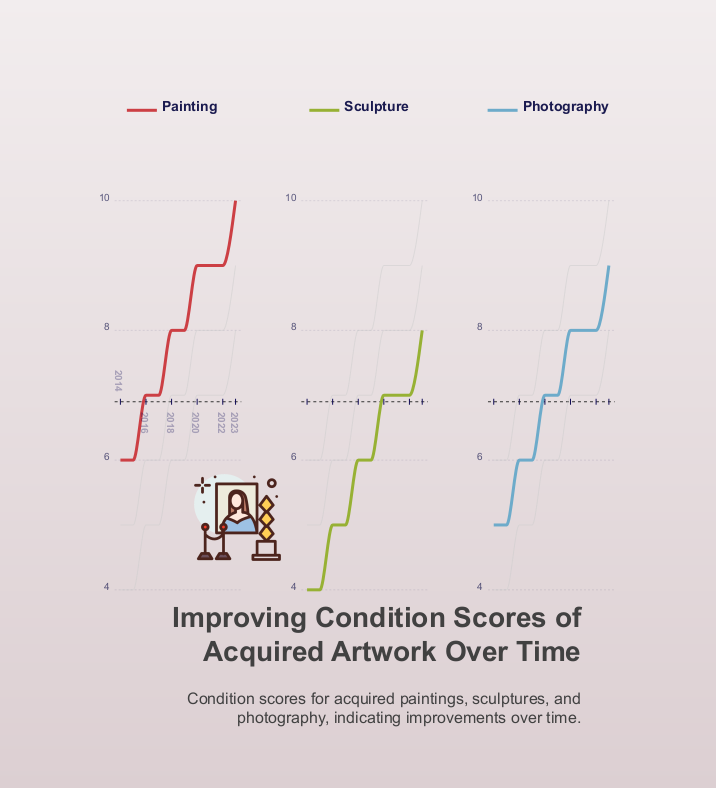 Painting
Sculpture
Photography
10
10
10
8
8
8
2014
2016
2018
2020
2022
2023
6
6
6
4
4
Improving Condition Scores of
Acquired Artwork Over Time
Condition scores for acquired paintings, sculptures, and
photography, indicating improvements over time.